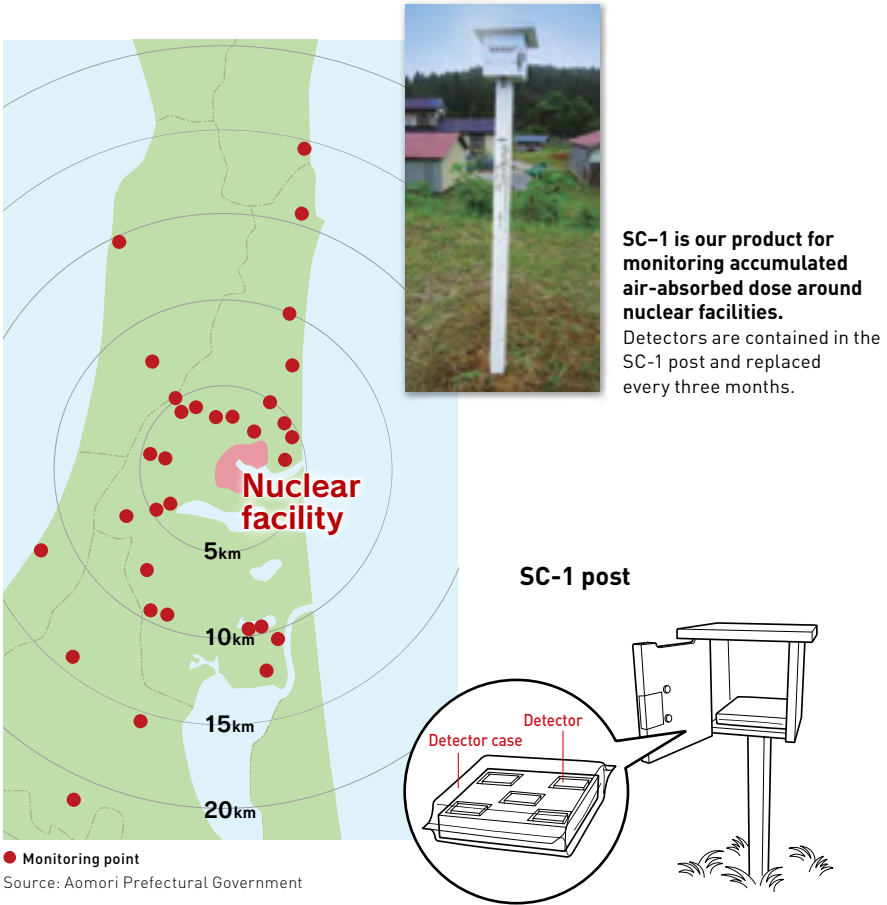 SC–1 is our product for
monitoring accumulated
air-absorbed dose around
nuclear facilities.
Detectors are contained in the
SC-1 post and replaced
every three months.
Nuclear
facility
5km
10km
15km
20km
Monitoring point
Source: Aomori Prefectural Government
SC-1 post
Detector
Detector case